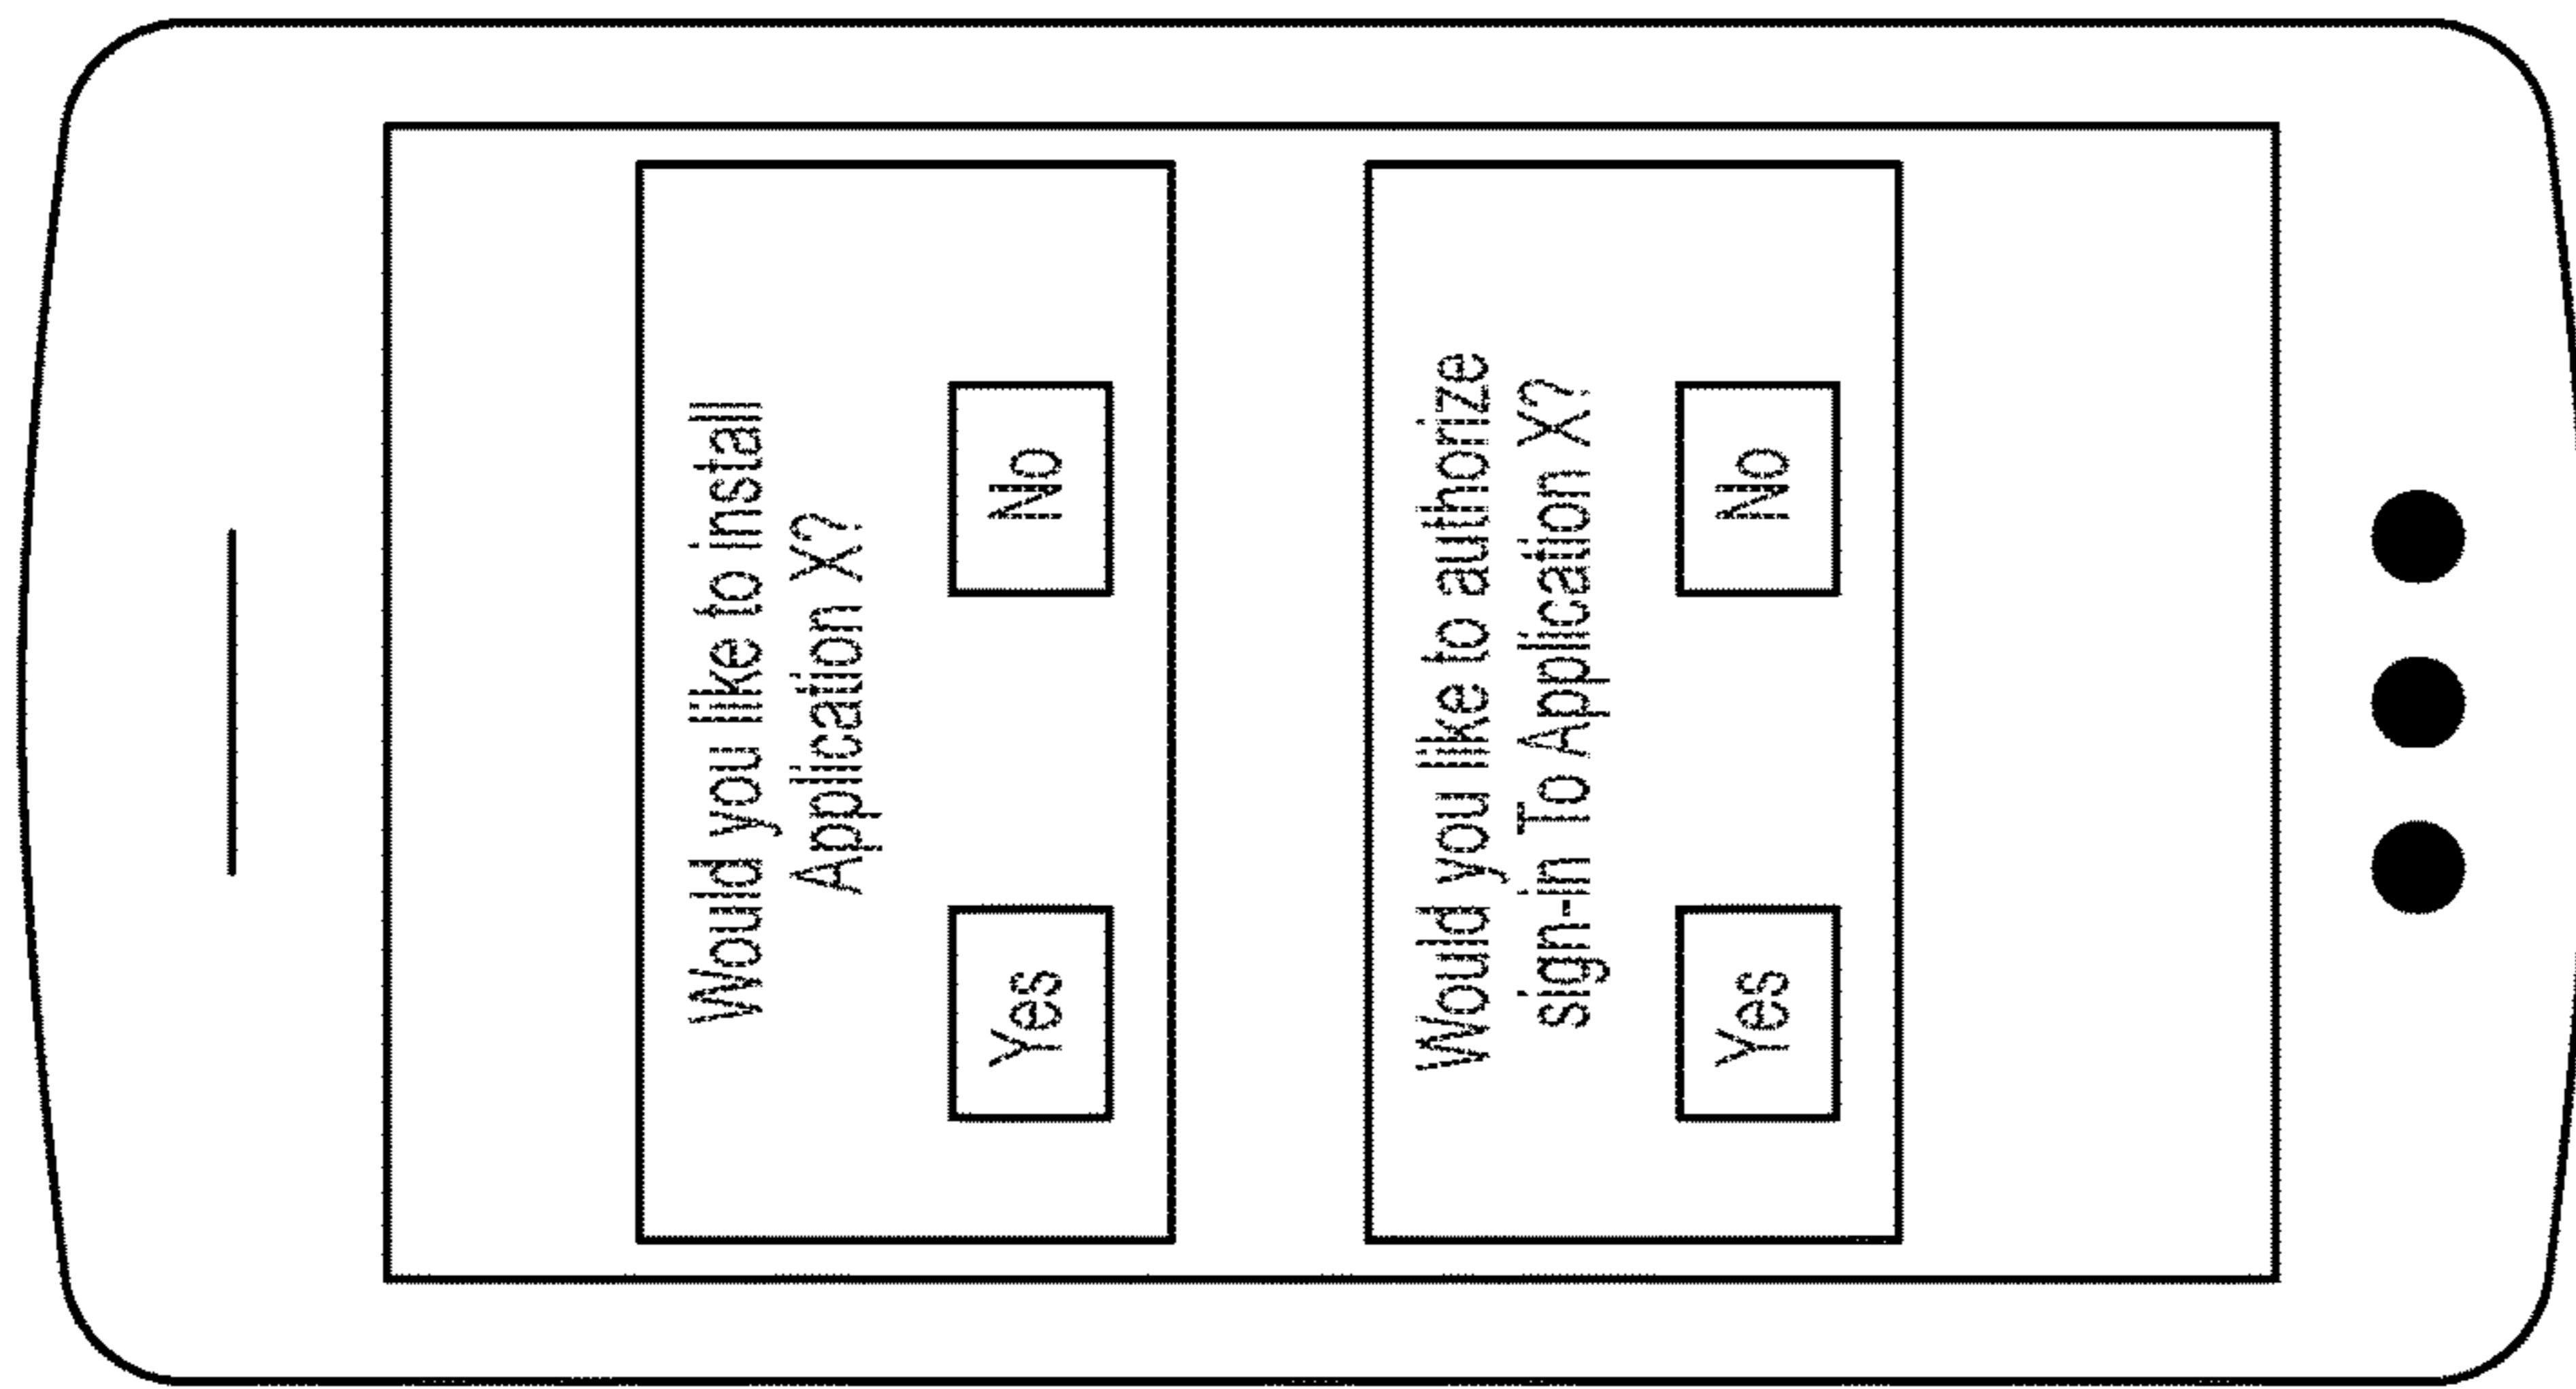 Would you like to install
Application X?
Yes No
Would you like to authorize
sign-in To Application X?
Yes No